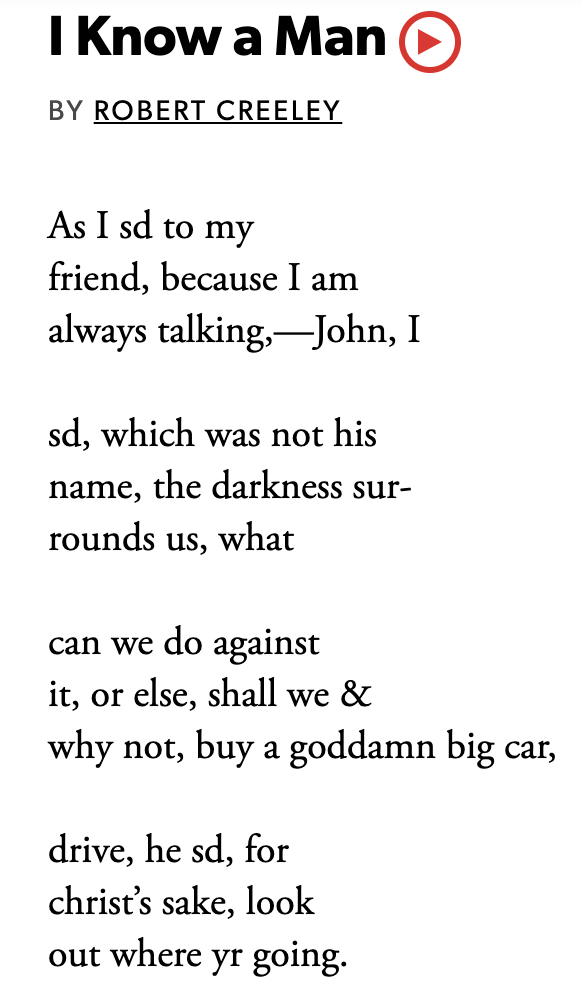 I Know a Man
BY ROBERT CREELEY
As I sd to my
friend, because I am
always talking,—John, I
sd, which was not his
name, the darkness sur-
rounds us, what
can we do against
it, or else, shall we &
why not, buy a goddamn big car,
drive, he sd, for
christ’s sake, look
out where yr going.